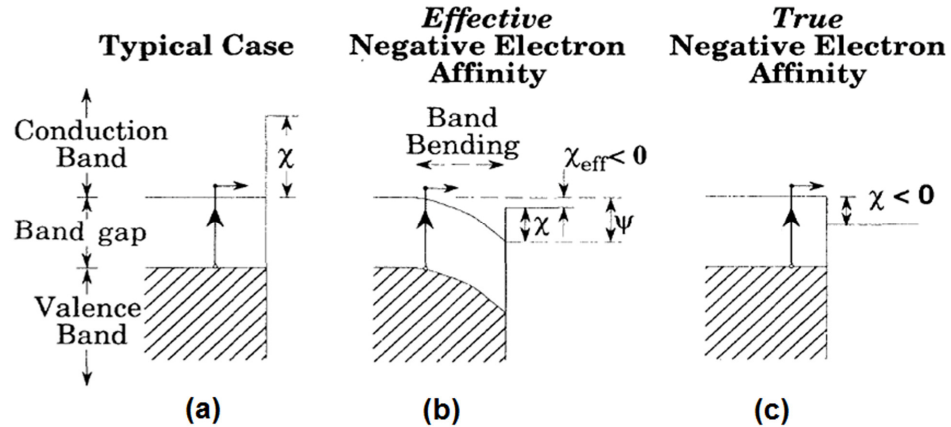 Typical Case
Effective
Negative Electron
Affinity
True
Negative Electron
Affinity
Conduction
Band
Band gap
Valence
Band
χ
Band
Bending
χeff< 0
χ
ψ
χ < 0
(a)
(b)
(c)